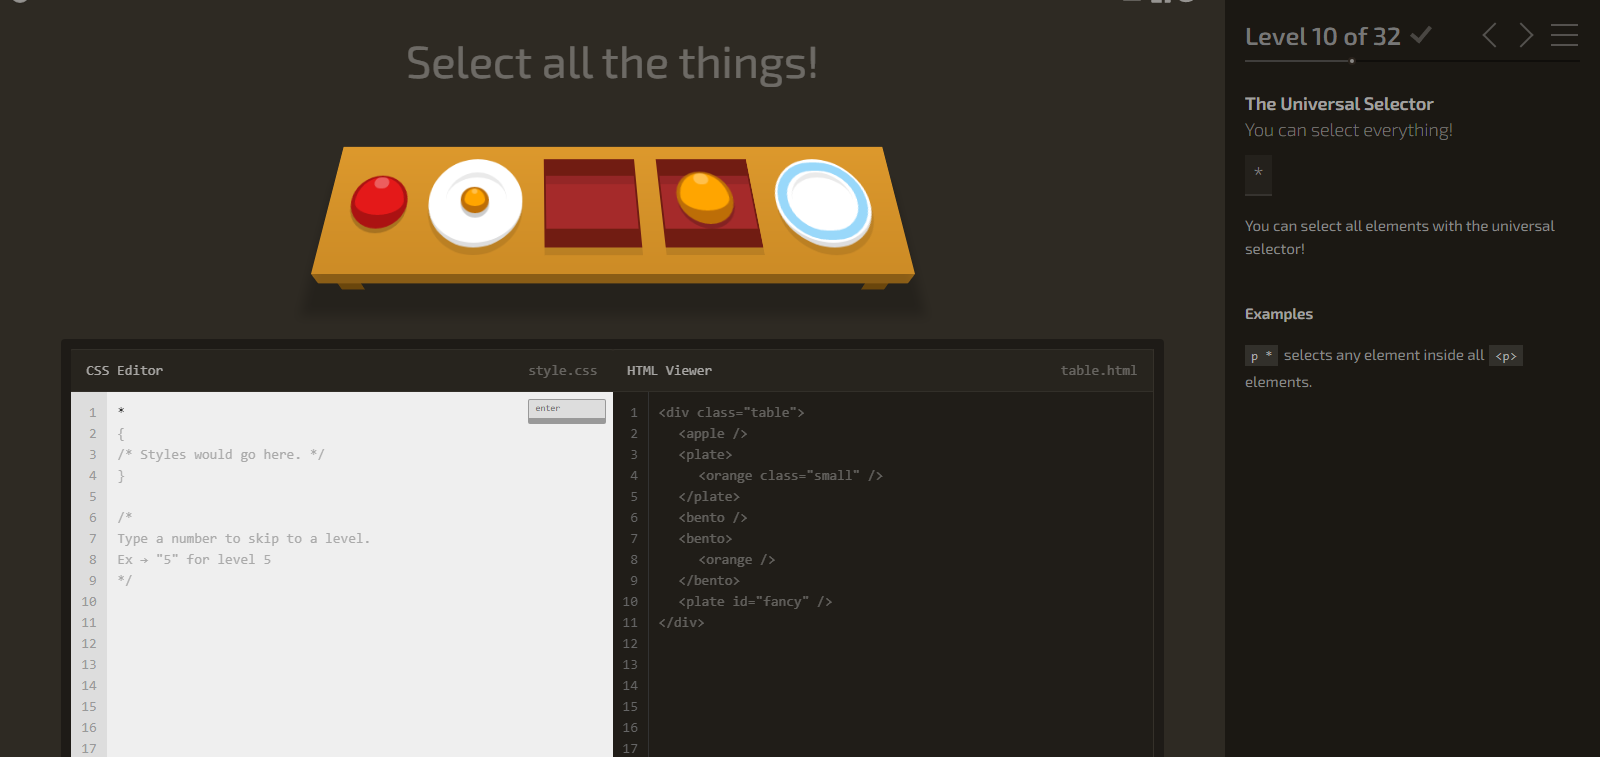 Select all the things!
CSS Editor
style.css
1 *
enter
2 {
3 /* Styles would go here. */
4 }
5
6 /*
7 Type a number to skip to a level.
8 Ex → "5" for level 5
9 */
10
11
12
13
14
15
16
17
HTML Viewer
table.html
1 <div class="table">
2 <apple />
3 <plate>
4 <orange class="small" />
5 </plate>
6 <bento />
7 <bento>
8 <orange />
9 </bento>
10 <plate id="fancy" />
11 </div>
12
13
14
15
16
17
Level 10 of 32
The Universal Selector
You can select everything!
*
You can select all elements with the universal
selector!
Examples
p * selects any element inside all <p>
elements.